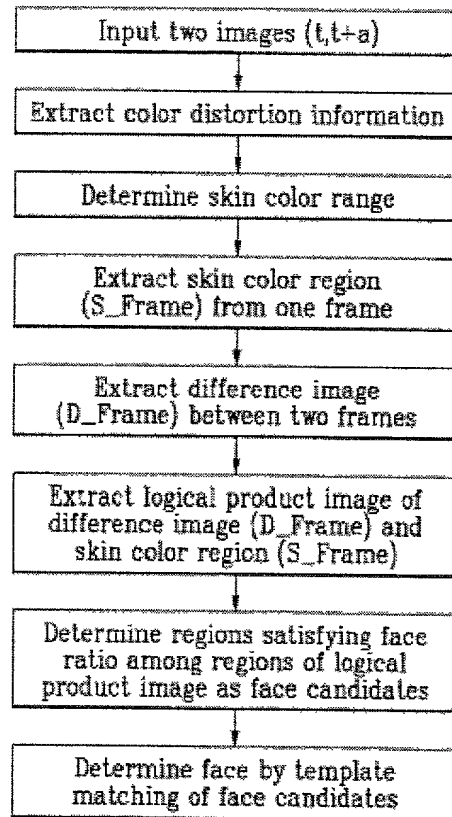 Input two images (t,t+a)
Extract color distortion information
Determine skin color range
Extract skin color region
(S_Frame) from one frame
Extract difference image
(D_Frame) between two frames
Extract logical product image of
difference image (D_Frame) and
skin color region (S_Frame)
Determine regions satisfying face
ratio among regions of logical
product image as face candidates
Determine face by template
matching of face candidates